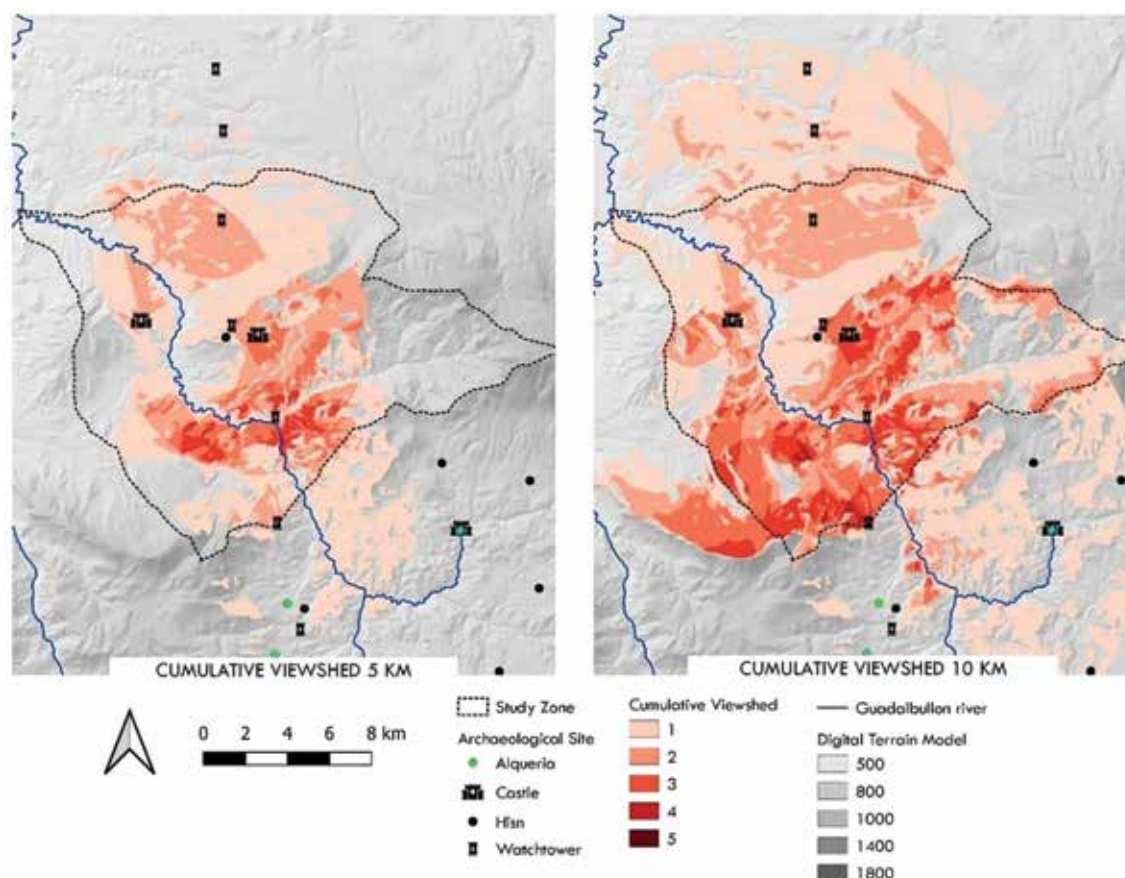 CUMULATIVE VIEWSHED 5 KM
CUMULATIVE VIEWSHED 10 KM
0 2 4 6 8 km
Study Zone
Archaeological Site
Alqueria
Castle
Hisn
Watchtower
Cumulative Viewshed
1
2
3
4
5
Guadalbullon river
Digital Terrain Model
500
800
1000
1400
1800